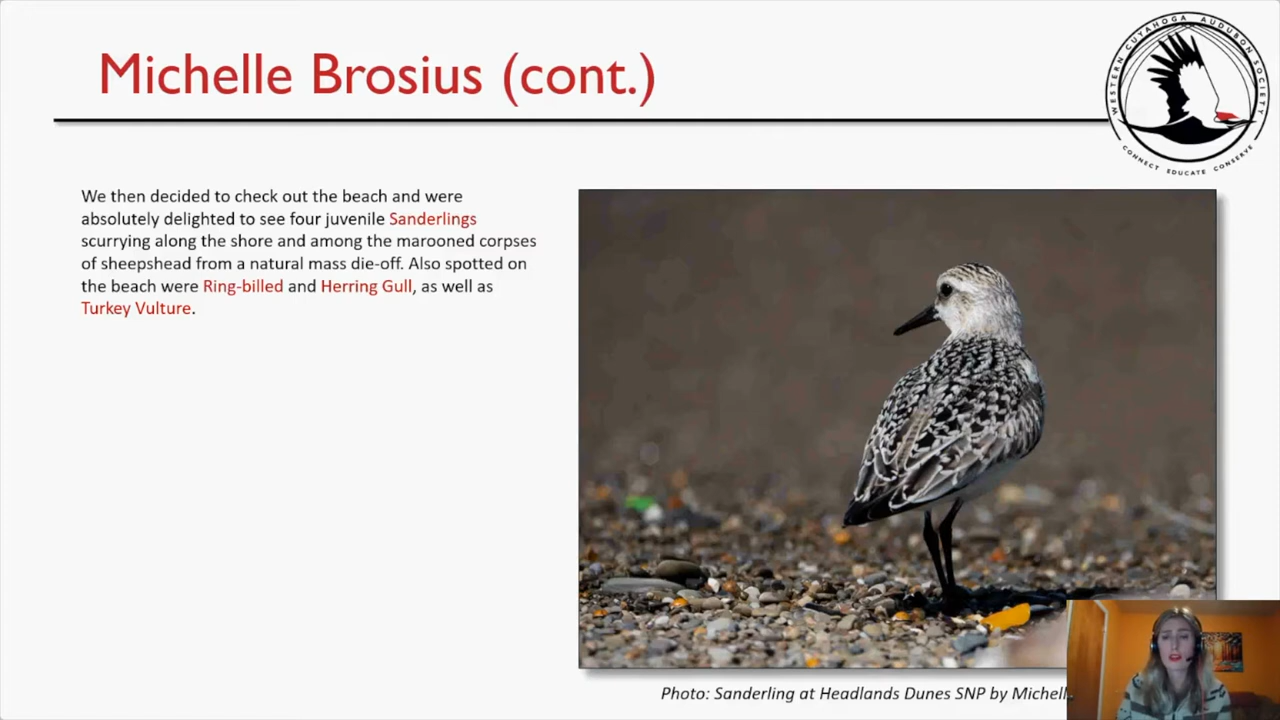 Michelle Brosius (cont.)
WESTERN CUYAHOGA AUDUBON SOCIETY
CONNECT EDUCATE CONSERVE
We then decided to check out the beach and were
absolutely delighted to see four juvenile Sanderlings
scurrying along the shore and among the marooned corpses
of sheepshead from a natural mass die-off. Also spotted on
the beach were Ring-billed and Herring Gull, as well as
Turkey Vulture.
Photo: Sanderling at Headlands Dunes SNP by